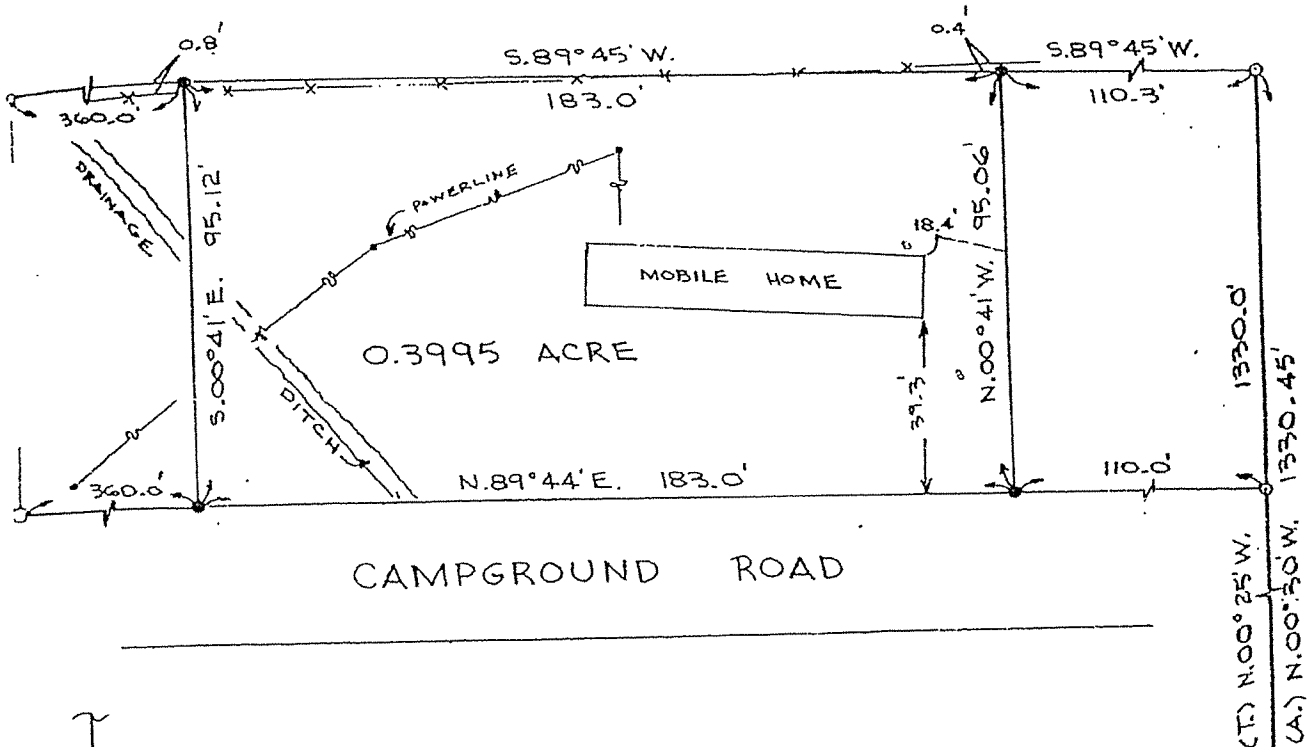 0.8'
S.89°45'W.
0.4'
S.89°45'W.
360.0'
183.0'
110.3'
DRAINAGE
S.00°41'E. 95.12'
POWERLINE
18.4'
MOBILE HOME
N.00°41'W. 95.06'
0.3995 ACRE
39.3'
1330.0'
1330.45'
DITCH
360.0'
N.89°44'E. 183.0'
110.0'
CAMPGROUND ROAD
(T.) N.00°25'W.
(A.) N.00°30'W.